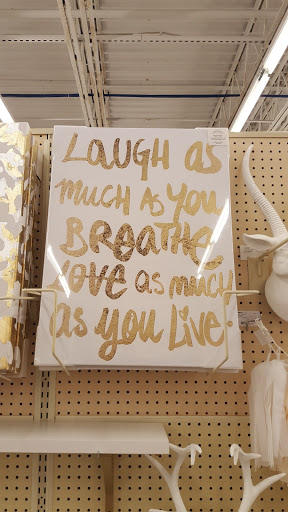 LAUGH as
much as you
BREATHE
love as much
as you Live.